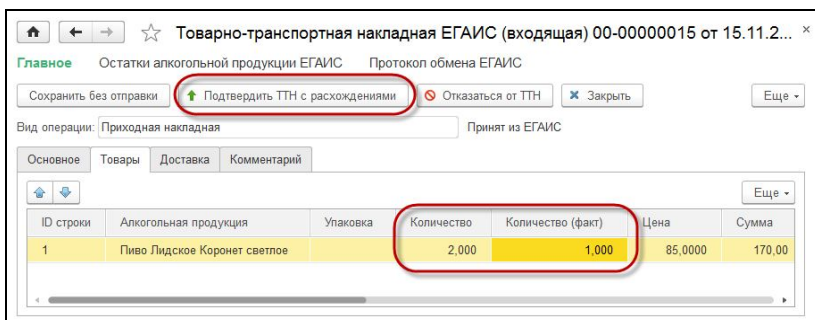 Товарно-транспортная накладная ЕГАИС (входящая) 00-00000015 от 15.11.2... ×
Главное Остатки алкогольной продукции ЕГАИС Протокол обмена ЕГАИС
Сохранить без отправки Подтвердить ТТН с расхождениями Отказаться от ТТН Закрыть Еще
Вид операции: Приходная накладная Принят из ЕГАИС
Основное Товары Доставка Комментарий
Еще
ID строки Алкогольная продукция Упаковка Количество Количество (факт) Цена Сумма
1 Пиво Лидское Коронет светлое 2,000 1,000 85,0000 170,00